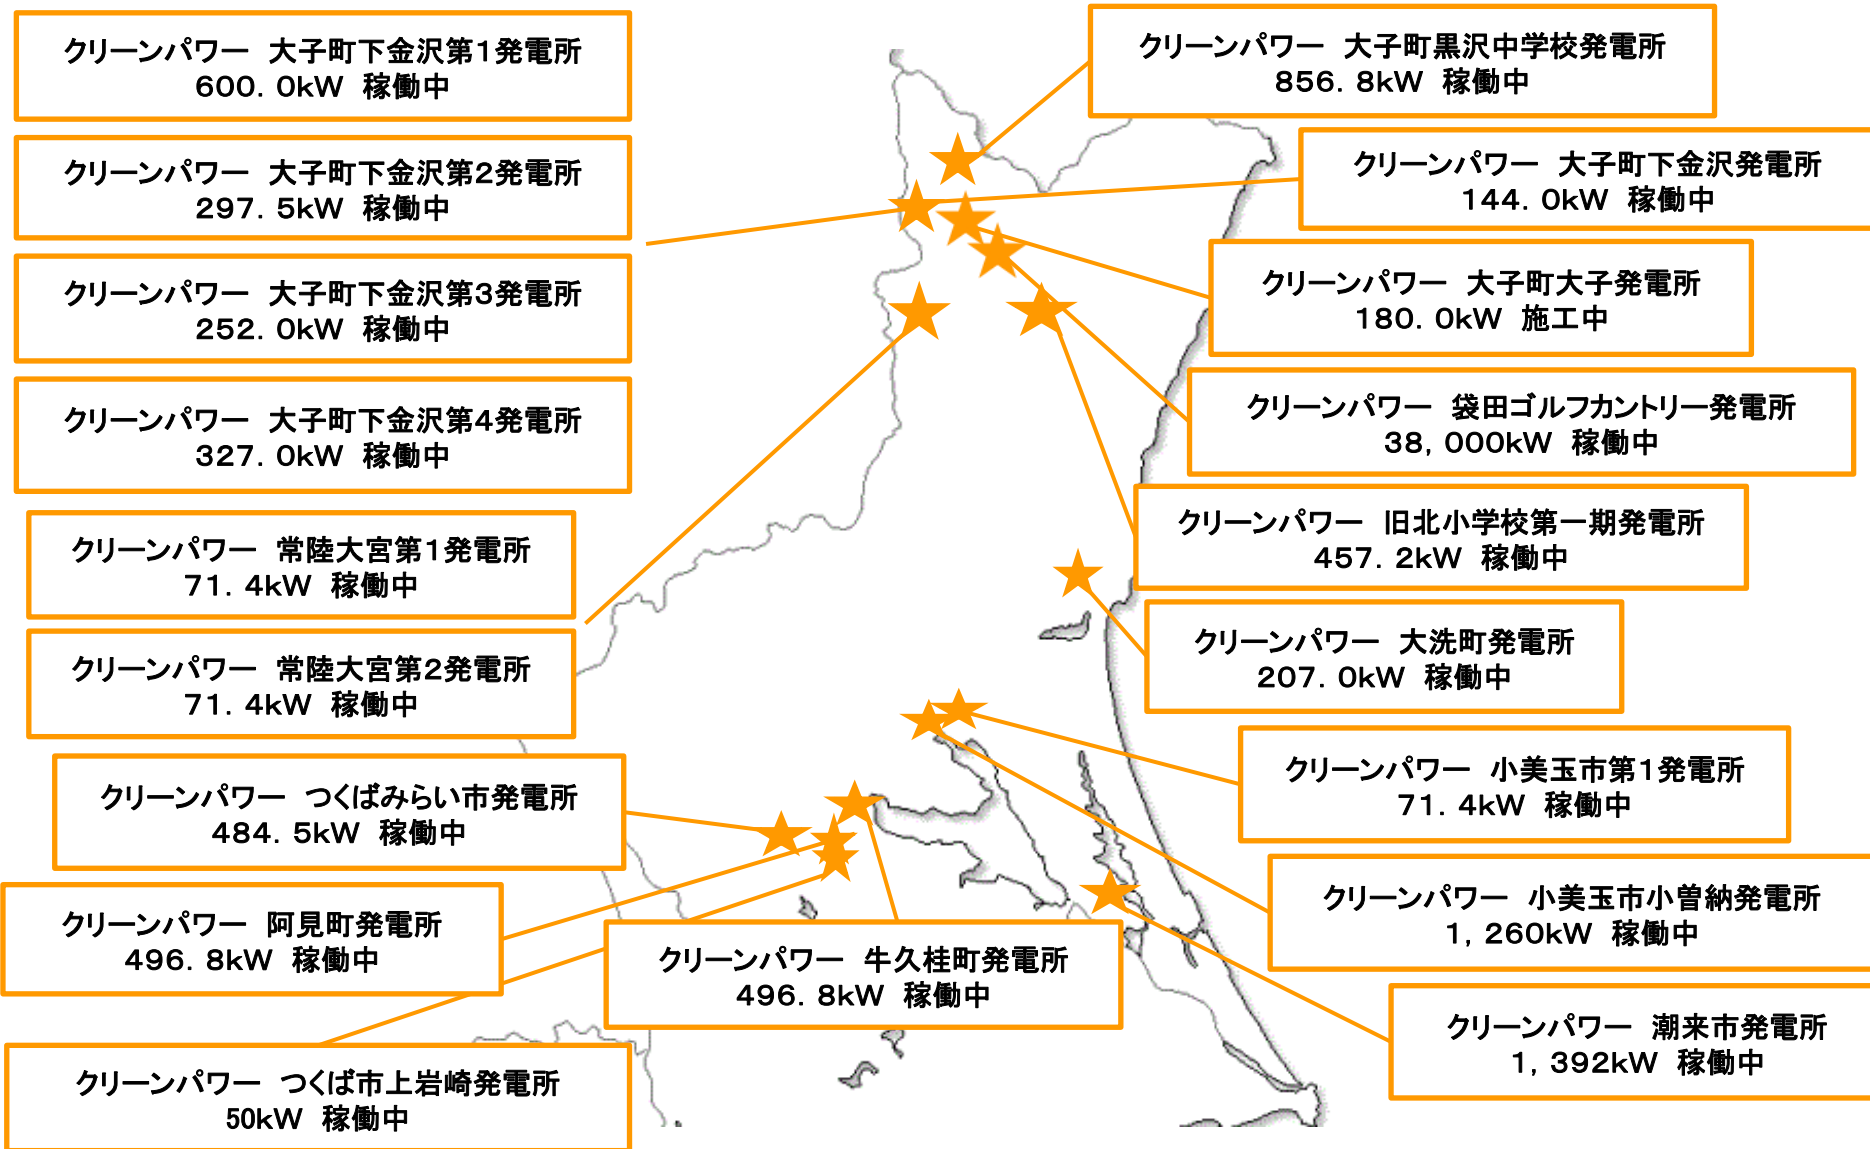 クリーンパワー　大子町下金沢第１発電所
６００．０ｋＷ　稼働中
クリーンパワー　大子町下金沢第２発電所
２９７．５ｋＷ　稼働中
クリーンパワー　大子町下金沢第３発電所
２５２．０ｋＷ　稼働中
クリーンパワー　大子町下金沢第４発電所
３２７．０ｋＷ　稼働中
クリーンパワー　常陸大宮第１発電所
７１．４ｋＷ　稼働中
クリーンパワー　常陸大宮第２発電所
７１．４ｋＷ　稼働中
クリーンパワー　つくばみらい市発電所
４８４．５ｋＷ　稼働中
クリーンパワー　阿見町発電所
４９６．８ｋＷ　稼働中
クリーンパワー　つくば市上岩崎発電所
50ｋＷ　稼働中
クリーンパワー　牛久桂町発電所
４９６．８ｋＷ　稼働中
クリーンパワー　大子町黒沢中学校発電所
８５６．８ｋＷ　稼働中
クリーンパワー　大子町下金沢発電所
１４４．０ｋＷ　稼働中
クリーンパワー　大子町大子発電所
１８０．０ｋＷ　施工中
クリーンパワー　袋田ゴルフカントリー発電所
３８，０００ｋＷ　稼働中
クリーンパワー　旧北小学校第一期発電所
４５７．２ｋＷ　稼働中
クリーンパワー　大洗町発電所
２０７．０ｋＷ　稼働中
クリーンパワー　小美玉市第１発電所
７１．４ｋＷ　稼働中
クリーンパワー　小美玉市小曽納発電所
１，２６０ｋＷ　稼働中
クリーンパワー　潮来市発電所
１，３９２ｋＷ　稼働中